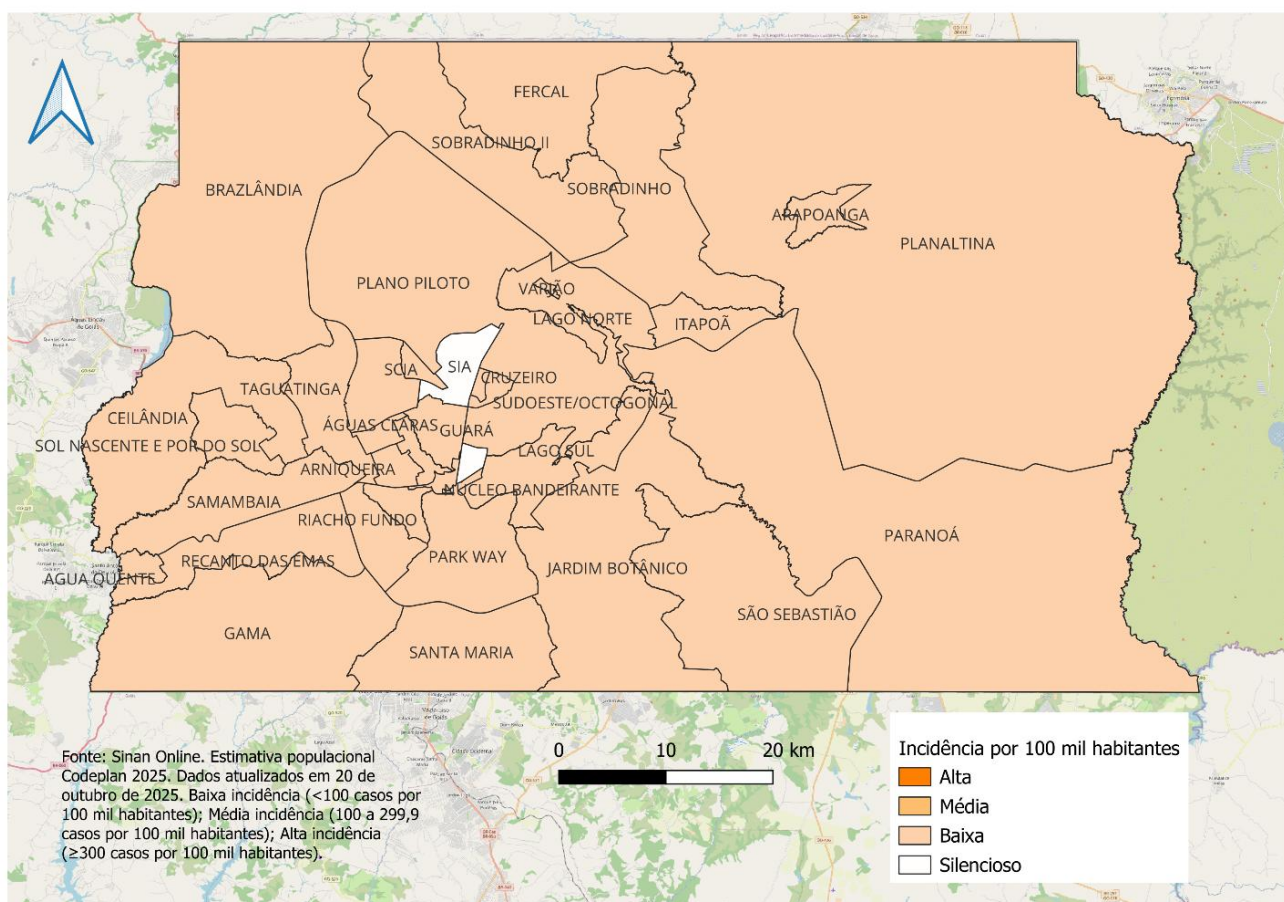 FERCAL
SOBRADINHO II
BRAZLÂNDIA
SOBRADINHO
ARAPOANGA
PLANALTINA
PLANO PILOTO
VARJÃO
LAGO NORTE
ITAPOÃ
SCIA
SIA
CRUZEIRO
TAGUATINGA
SUDOESTE/OCTOGONAL
CEILÂNDIA
ÁGUAS CLARAS
GUARÁ
SOL NASCENTE E POR DO SOL
LAGO SUL
ARNIQUEIRA
NÚCLEO BANDEIRANTE
SAMAMBAIA
RIACHO FUNDO
PARANOÁ
RECANTO DAS EMAS
PARK WAY
JARDIM BOTÂNICO
AGUA QUENTE
SÃO SEBASTIÃO
GAMA
SANTA MARIA
Formosa
Fonte: Sinan Online. Estimativa populacional
Codeplan 2025. Dados atualizados em 20 de
outubro de 2025. Baixa incidência (<100 casos por
100 mil habitantes); Média incidência (100 a 299,9
casos por 100 mil habitantes); Alta incidência
(≥300 casos por 100 mil habitantes).
0 10 20 km
Incidência por 100 mil habitantes
Alta
Média
Baixa
Silencioso